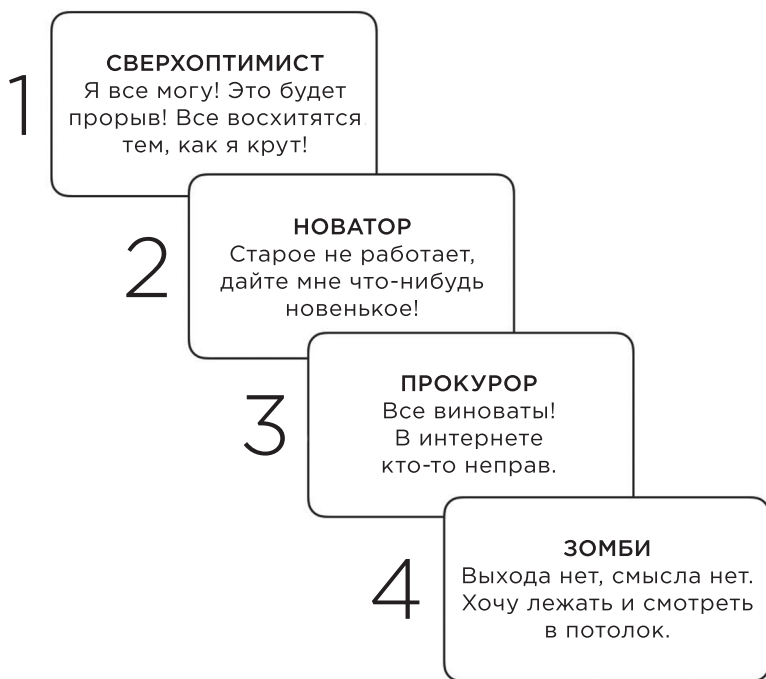 1
СВЕРХОПТИМИСТ
Я все могу! Это будет
прорыв! Все восхитятся
тем, как я крут!
2
НОВАТОР
Старое не работает,
дайте мне что-нибудь
новенькое!
3
ПРОКУРОР
Все виноваты!
В интернете
кто-то неправ.
4
ЗОМБИ
Выхода нет, смысла нет.
Хочу лежать и смотреть
в потолок.